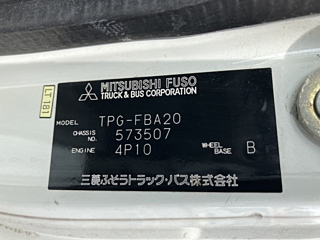 MITSUBISHI FUSO
TRUCK & BUS CORPORATION
LT181
MODEL TPG-FBA20
CHASSIS NO. 573507
ENGINE 4P10 WHEEL BASE B
三菱ふそうトラック・バス株式会社